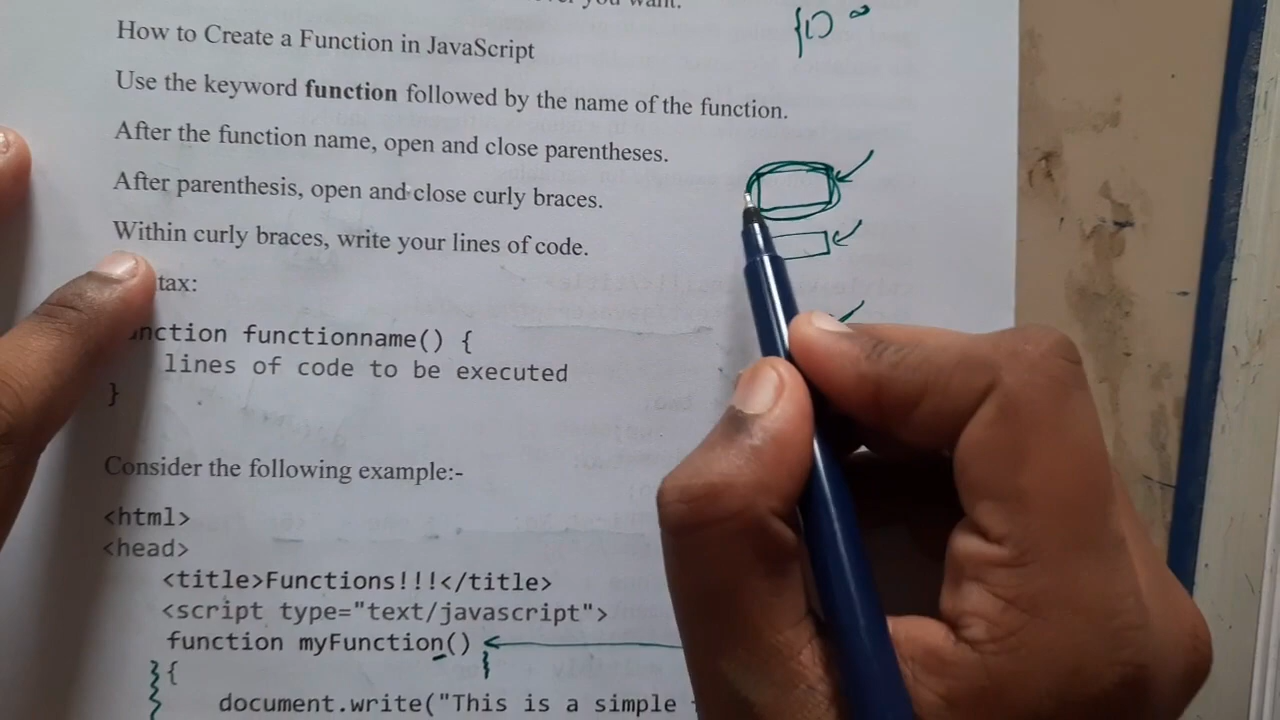 you want.
How to Create a Function in JavaScript
Use the keyword function followed by the name of the function.
After the function name, open and close parentheses.
After parenthesis, open and close curly braces.
Within curly braces, write your lines of code.
tax:
nction functionname() {
lines of code to be executed
}
Consider the following example:-
<html>
<head>
<title>Functions!!!</title>
<script type="text/javascript">
function myFunction()
{
document.write("This is a simple